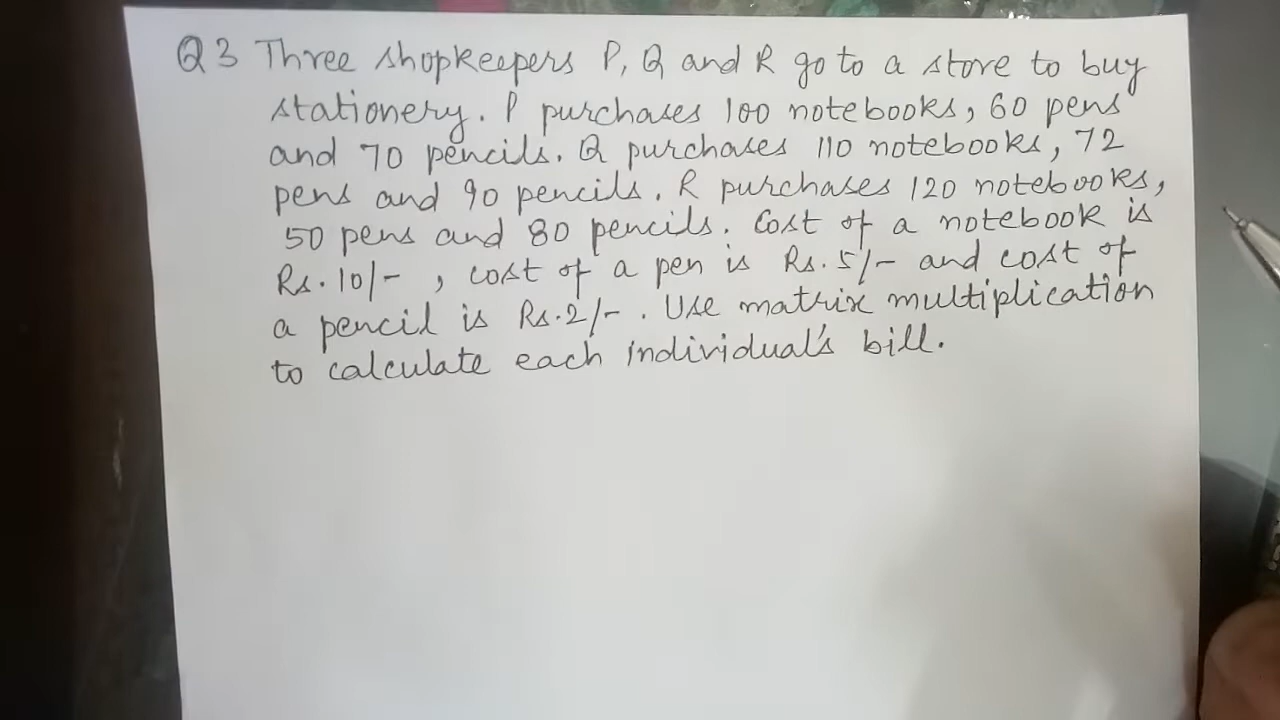 Q3 Three shopkeepers P, Q and R go to a store to buy
stationery. P purchases 100 notebooks, 60 pens
and 70 pencils. Q purchases 110 notebooks, 72
pens and 90 pencils. R purchases 120 notebooks,
50 pens and 80 pencils. Cost of a notebook is
Rs. 10/- , cost of a pen is Rs. 5/- and cost of
a pencil is Rs. 2/- . Use matrix multiplication
to calculate each individual's bill.